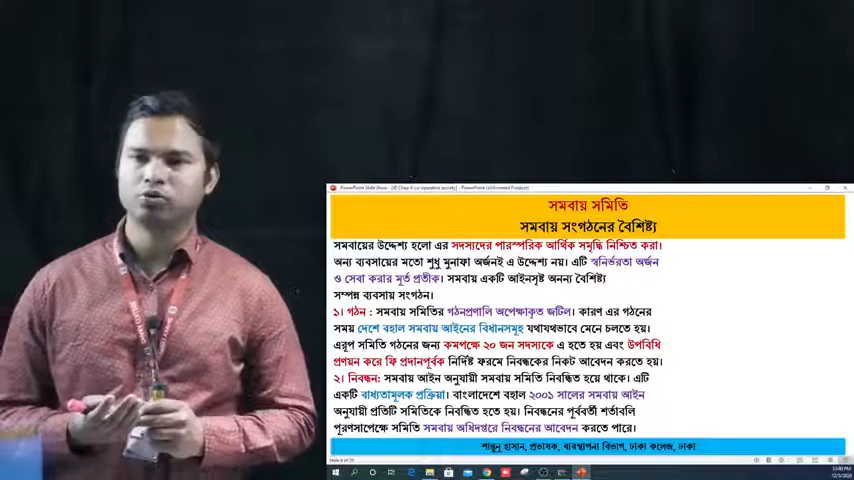 PowerPoint Slide Show - [
সমবায় সমিতি
সমবায় সংগঠনের বৈশিষ্ট্য
সমবায়ের উদ্দেশ্য হলো এর সদস্যদের পারস্পরিক আর্থিক সমৃদ্ধি নিশ্চিত করা।
অন্য ব্যবসায়ের মতো শুধু মুনাফা অর্জনই এ উদ্দেশ্য নয়। এটি স্বনির্ভরতা অর্জন
ও সেবা করার মূর্ত প্রতীক। সমবায় একটি আইনসৃষ্ট অনন্য বৈশিষ্ট্য
সম্পন্ন ব্যবসায় সংগঠন।
১। গঠন : সমবায় সমিতির গঠনপ্রণালি অপেক্ষাকৃত জটিল। কারণ এর গঠনের
সময় দেশে বহাল সমবায় আইনের বিধানসমূহ যথাযথভাবে মেনে চলতে হয়।
এরূপ সমিতি গঠনের জন্য কমপক্ষে ২০ জন সদস্যকে এ হতে হয় এবং উপবিধি
প্রণয়ন করে ফি প্রদানপূর্বক নির্দিষ্ট ফরমে নিবন্ধকের নিকট আবেদন করতে হয়।
২। নিবন্ধন: সমবায় আইন অনুযায়ী সমবায় সমিতি নিবন্ধিত হয়ে থাকে। এটি
একটি বাধ্যতামূলক প্রক্রিয়া। বাংলাদেশে বহাল ২০০১ সালের সমবায় আইন
অনুযায়ী প্রতিটি সমিতিকে নিবন্ধিত হতে হয়। নিবন্ধনের পূর্ববর্তী শর্তাবলি
পূরণসাপেক্ষে সমিতি সমবায় অধিদপ্তরে নিবন্ধনের আবেদন করতে পারে।
শান্তুনু হাসান, প্রভাষক, ব্যবস্থাপনা বিভাগ, ঢাকা কলেজ, ঢাকা
12:40 PM